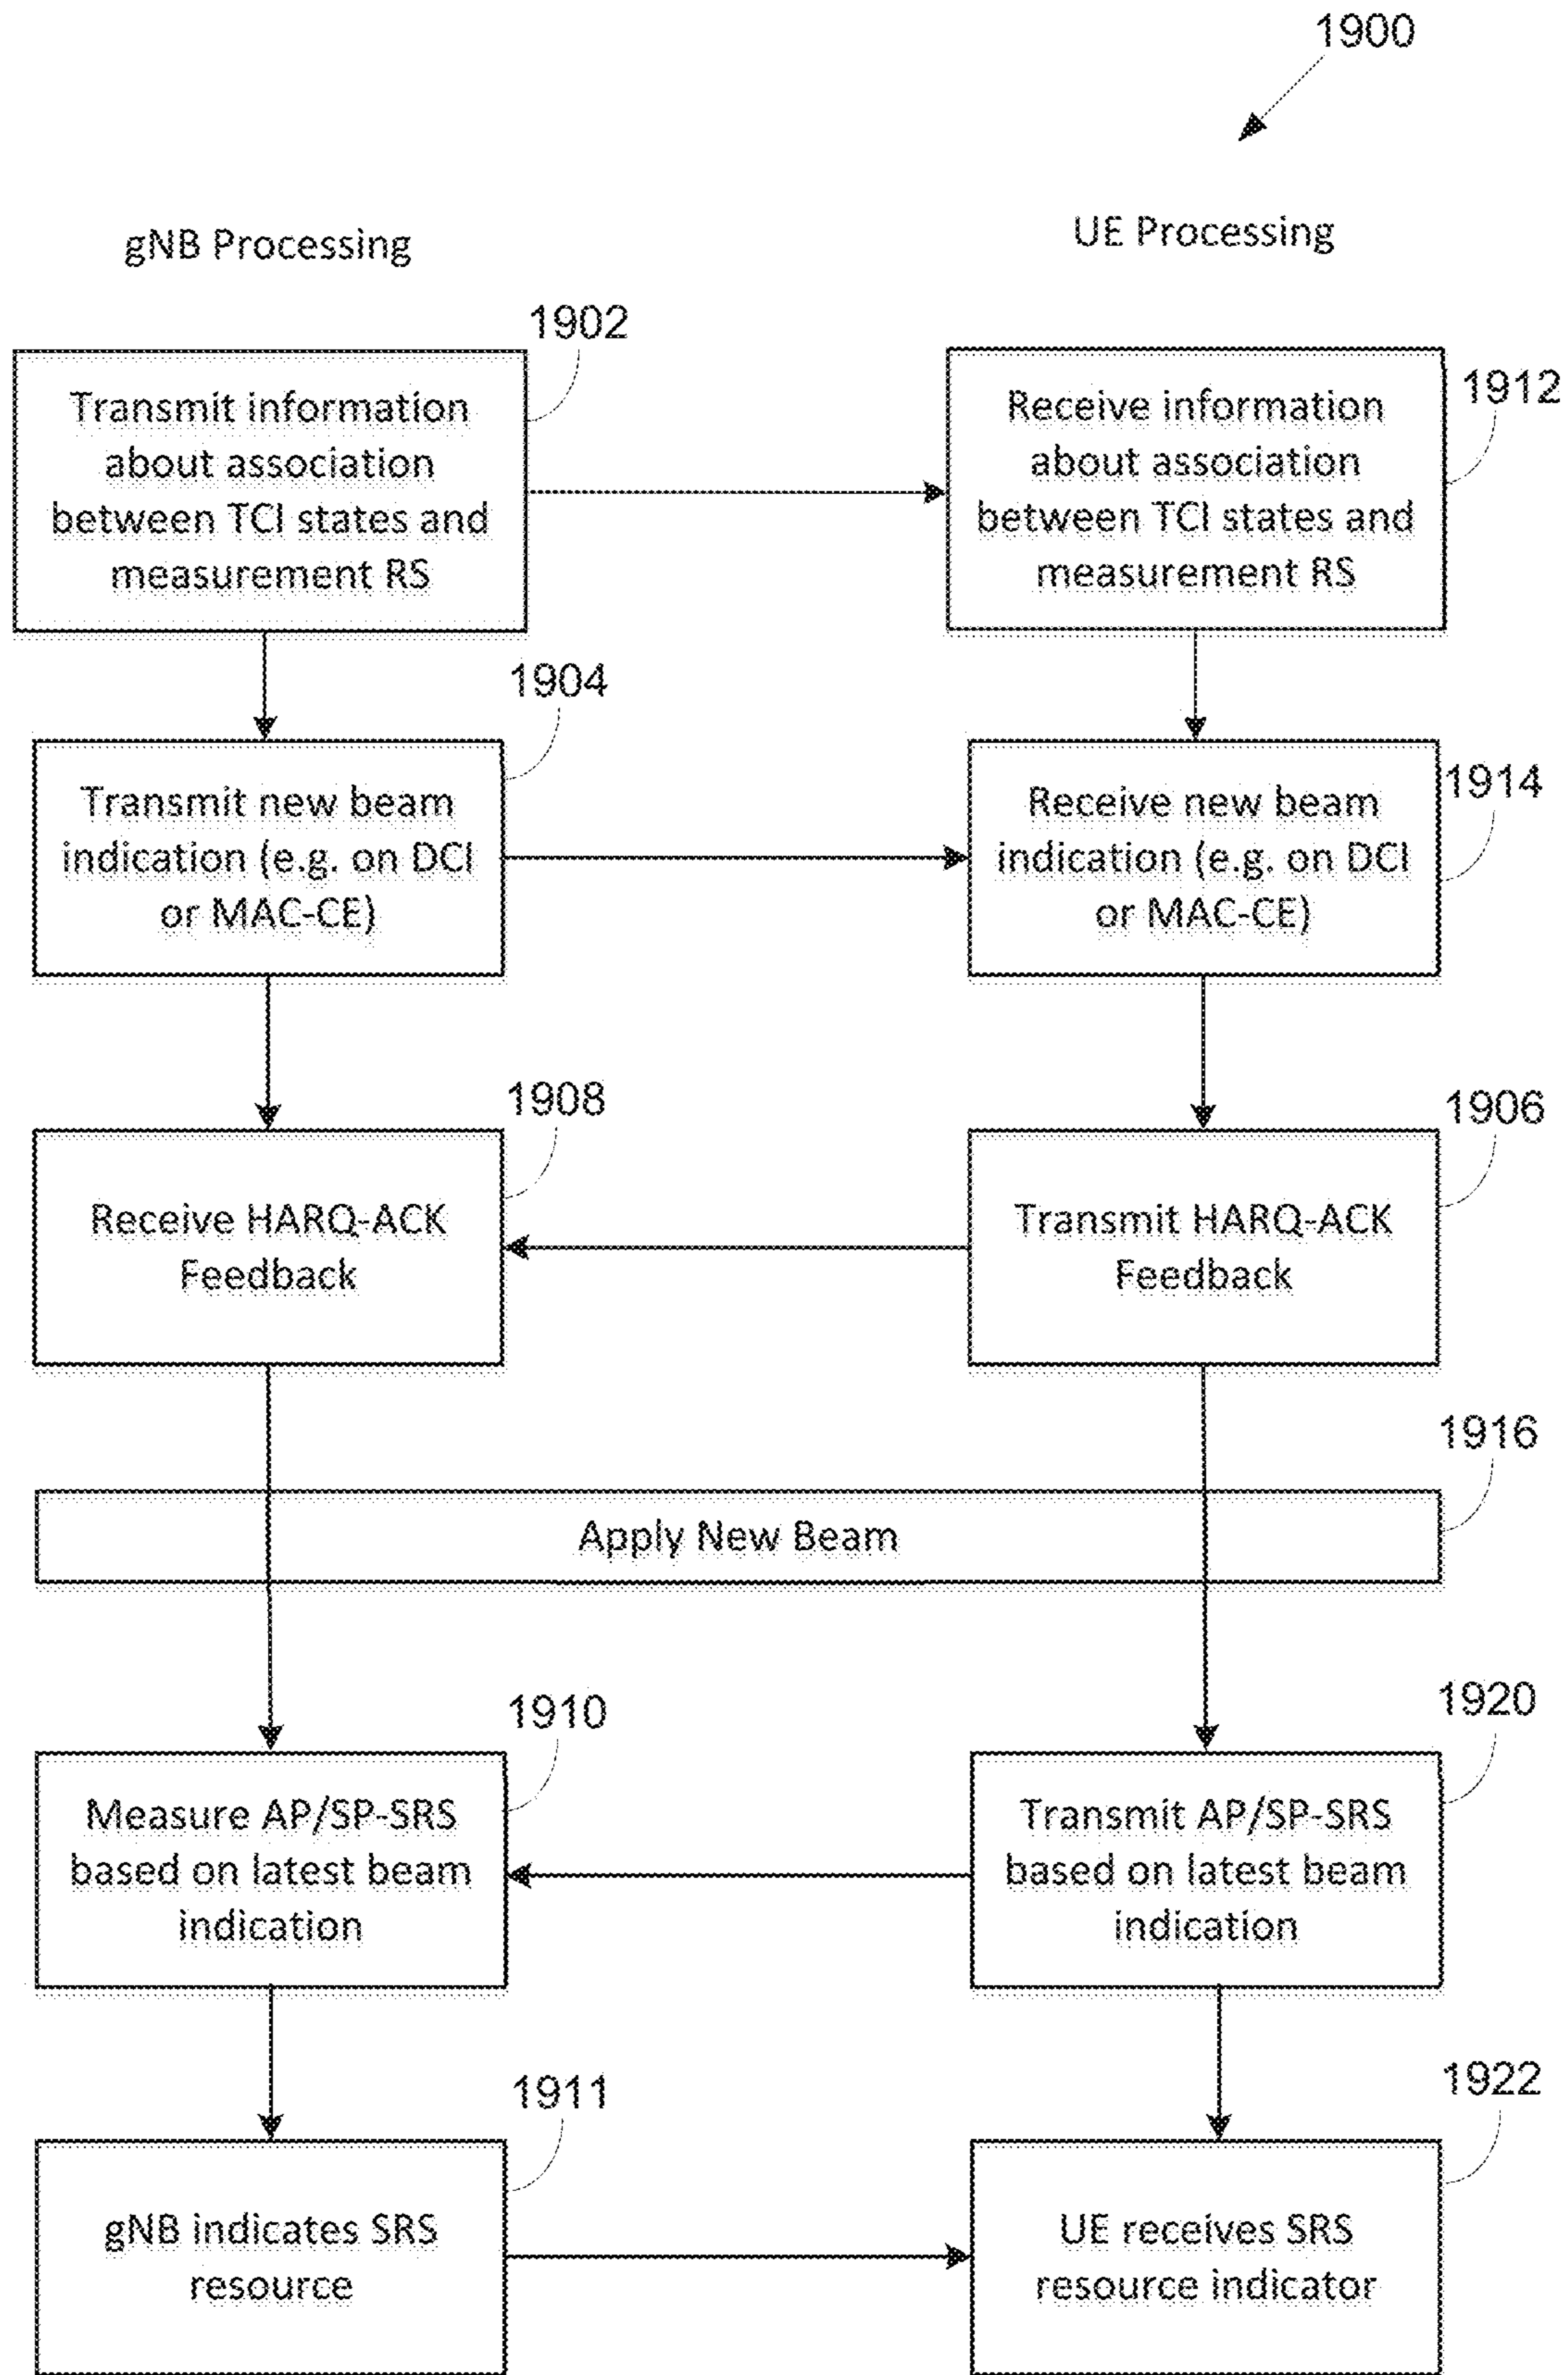 1900
gNB Processing
UE Processing
1902
Transmit information
about association
between TCI states and
measurement RS
1912
Receive information
about association
between TCI states and
measurement RS
1904
Transmit new beam
indication (e.g. on DCI
or MAC-CE)
1914
Receive new beam
indication (e.g. on DCI
or MAC-CE)
1908
Receive HARQ-ACK
Feedback
1906
Transmit HARQ-ACK
Feedback
1916
Apply New Beam
1910
Measure AP/SP-SRS
based on latest beam
indication
1920
Transmit AP/SP-SRS
based on latest beam
indication
1911
gNB indicates SRS
resource
1922
UE receives SRS
resource indicator